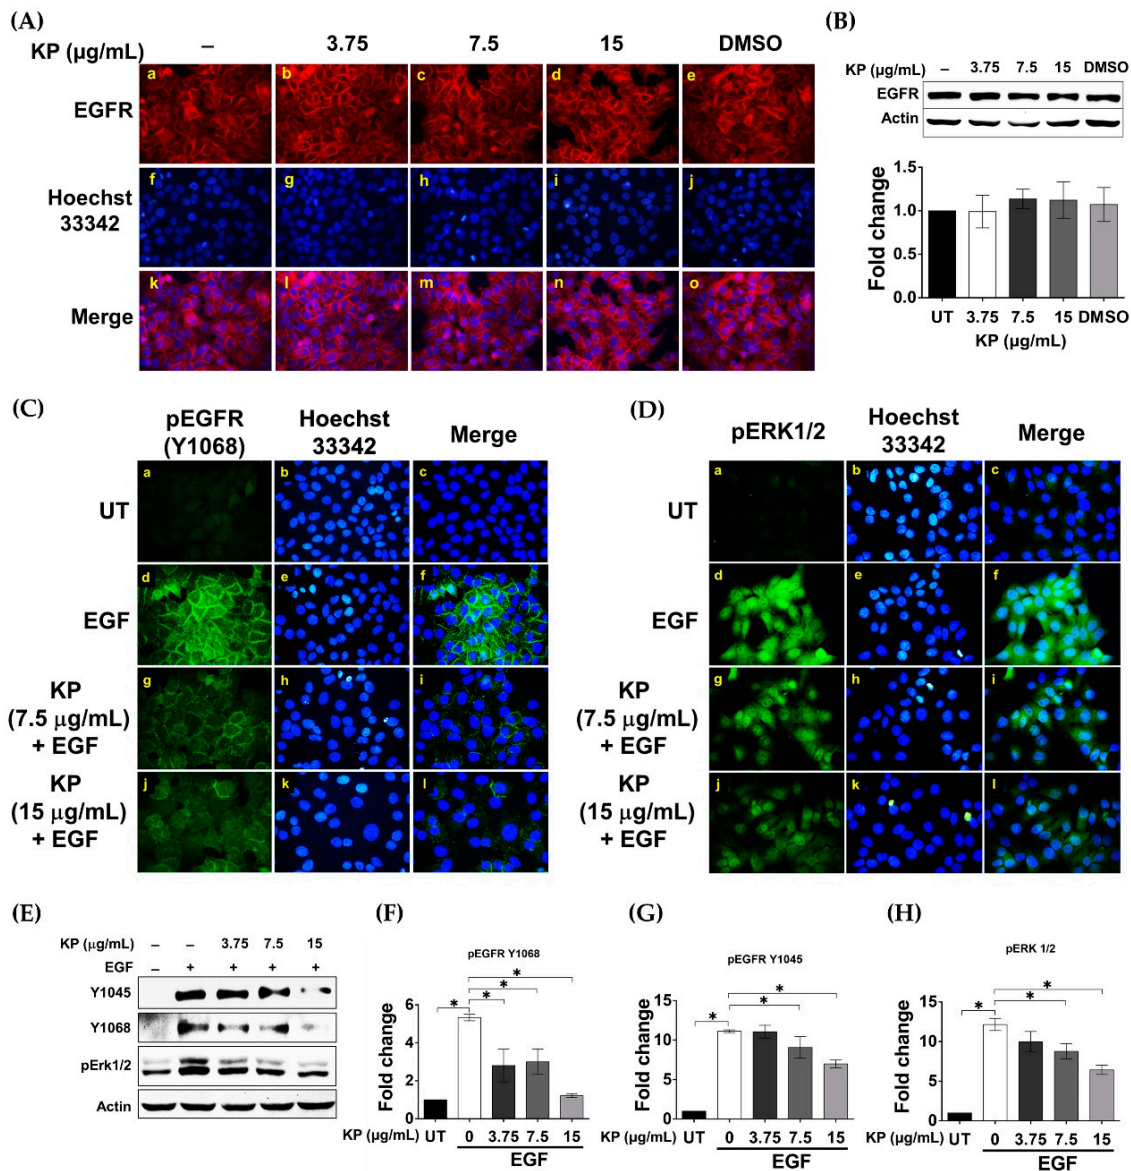 (A)
KP (μg/mL) – 3.75 7.5 15 DMSO
EGFR a b c d e
Hoechst
33342 f g h i j
Merge k l m n o
(B)
KP (μg/mL) – 3.75 7.5 15 DMSO
EGFR
Actin
Fold change
1.5
1.0
0.5
0.0
UT 3.75 7.5 15 DMSO
KP (μg/mL)
(C)
pEGFR
(Y1068)
Hoechst
33342
Merge
UT a b c
EGF d e f
KP
(7.5 μg/mL)
+ EGF
g h i
KP
(15 μg/mL)
+ EGF
j k l
(D)
pERK1/2
Hoechst
33342
Merge
UT a b c
EGF d e f
KP
(7.5 μg/mL)
+ EGF
g h i
KP
(15 μg/mL)
+ EGF
j k l
(E)
KP (μg/mL) – – 3.75 7.5 15
EGF – + + + +
Y1045
Y1068
pErk1/2
Actin
(F)
pEGFR Y1068
* * * *
Fold change
6
4
2
0
KP (μg/mL) UT 0 3.75 7.5 15
EGF
(G)
pEGFR Y1045
* * *
Fold change
15
10
5
0
KP (μg/mL) UT 0 3.75 7.5 15
EGF
(H)
pERK 1/2
* * *
Fold change
15
10
5
0
KP (μg/mL) UT 0 3.75 7.5 15
EGF